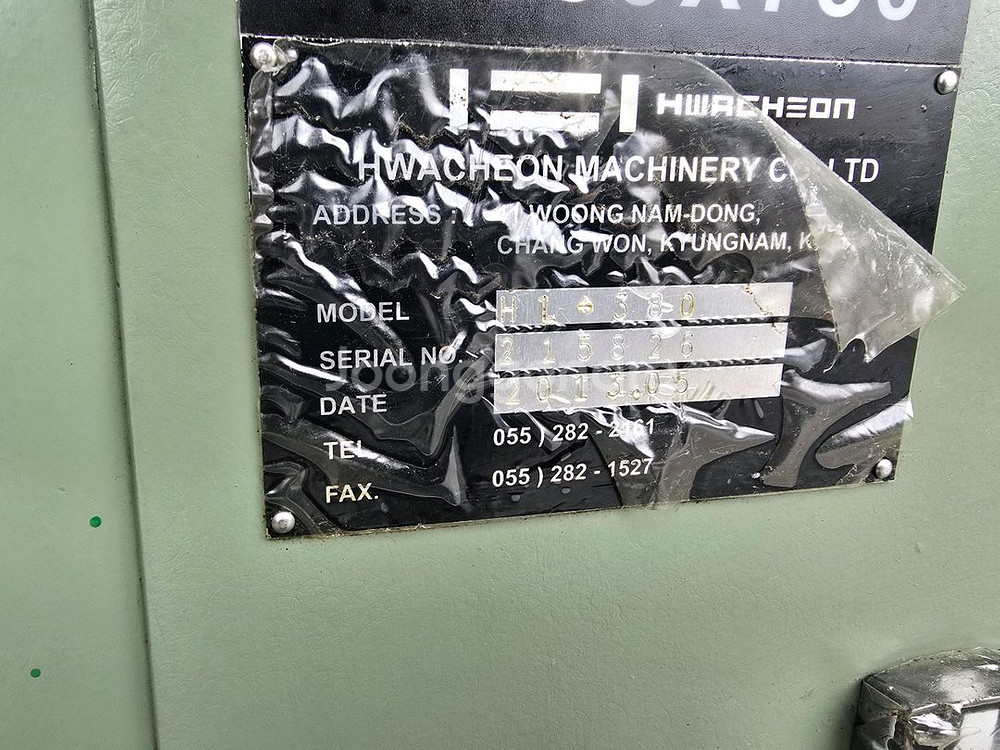 HWACHEON
HWACHEON MACHINERY CO., LTD
ADDRESS : 11 WOONG NAM-DONG,
CHANG WON, KYUNGNAM,
MODEL HL-380
SERIAL NO. 215826
DATE 2013.05
TEL. 055 ) 282 - 2161
FAX. 055 ) 282 - 1527